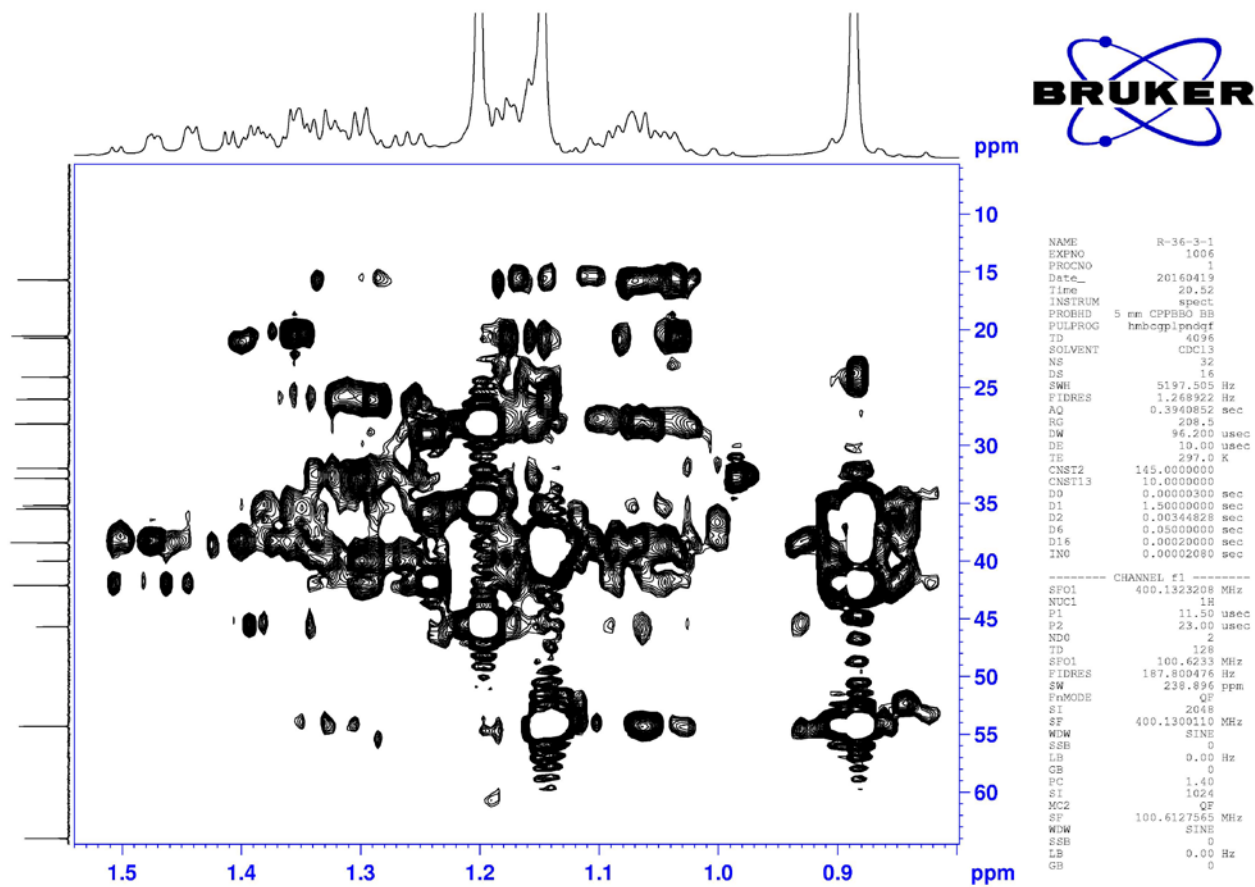 BRUKER
ppm
10
15
20
25
30
35
40
45
50
55
60
1.5 1.4 1.3 1.2 1.1 1.0 0.9 ppm
NAME R-36-3-1
EXPNO 1006
PROCNO 1
Date_ 20160419
Time 20.52
INSTRUM spect
PROBHD 5 mm CPPBBO BB
PULPROG hmbcgplpndqf
TD 4096
SOLVENT CDCl3
NS 32
DS 16
SWH 5197.505 Hz
FIDRES 1.268922 Hz
AQ 0.3940852 sec
RG 208.5
DW 96.200 usec
DE 10.00 usec
TE 297.0 K
CNST2 145.0000000
CNST13 10.0000000
D0 0.00000300 sec
D1 1.50000000 sec
D2 0.00344828 sec
D6 0.05000000 sec
D16 0.00020000 sec
IN0 0.00002080 sec
======== CHANNEL f1 ========
SFO1 400.1323208 MHz
NUC1 1H
P1 11.50 usec
P2 23.00 usec
ND0 2
TD 128
SFO1 100.6233 MHz
FIDRES 187.800476 Hz
SW 238.896 ppm
FnMODE QF
SI 2048
SF 400.1300110 MHz
WDW SINE
SSB 0
LB 0.00 Hz
GB 0
PC 1.40
SI 1024
MC2 QF
SF 100.6127565 MHz
WDW SINE
SSB 0
LB 0.00 Hz
GB 0